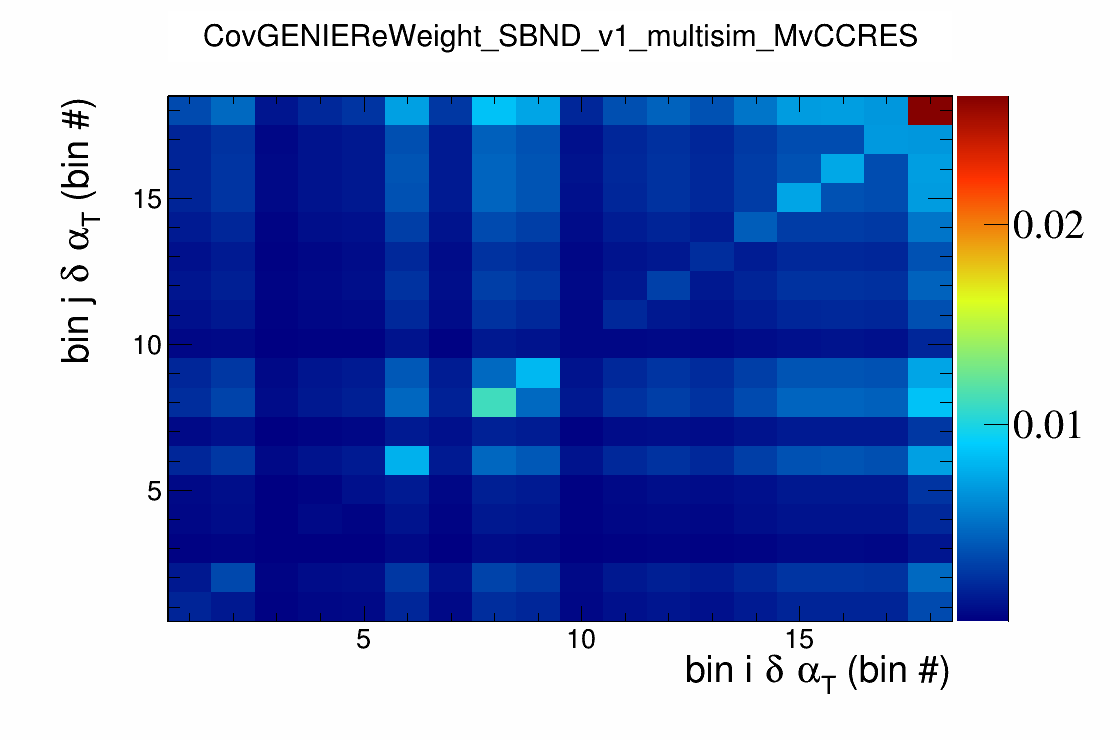 CovGENIEReWeight_SBND_v1_multisim_MvCCRES
bin j δ α_T (bin #)
15
10
5
5 10 15
bin i δ α_T (bin #)
0.02
0.01